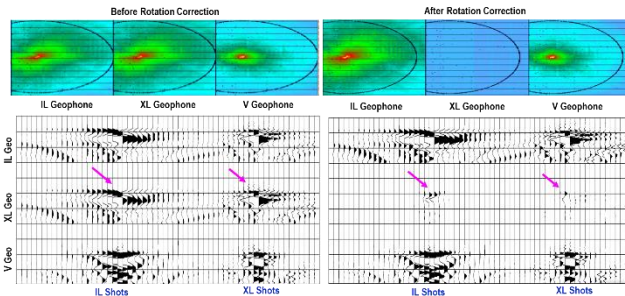 Before Rotation Correction
After Rotation Correction
IL Geophone XL Geophone V Geophone
IL Geophone XL Geophone V Geophone
IL Geo
XL Geo
V Geo
IL Shots XL Shots
IL Shots XL Shots